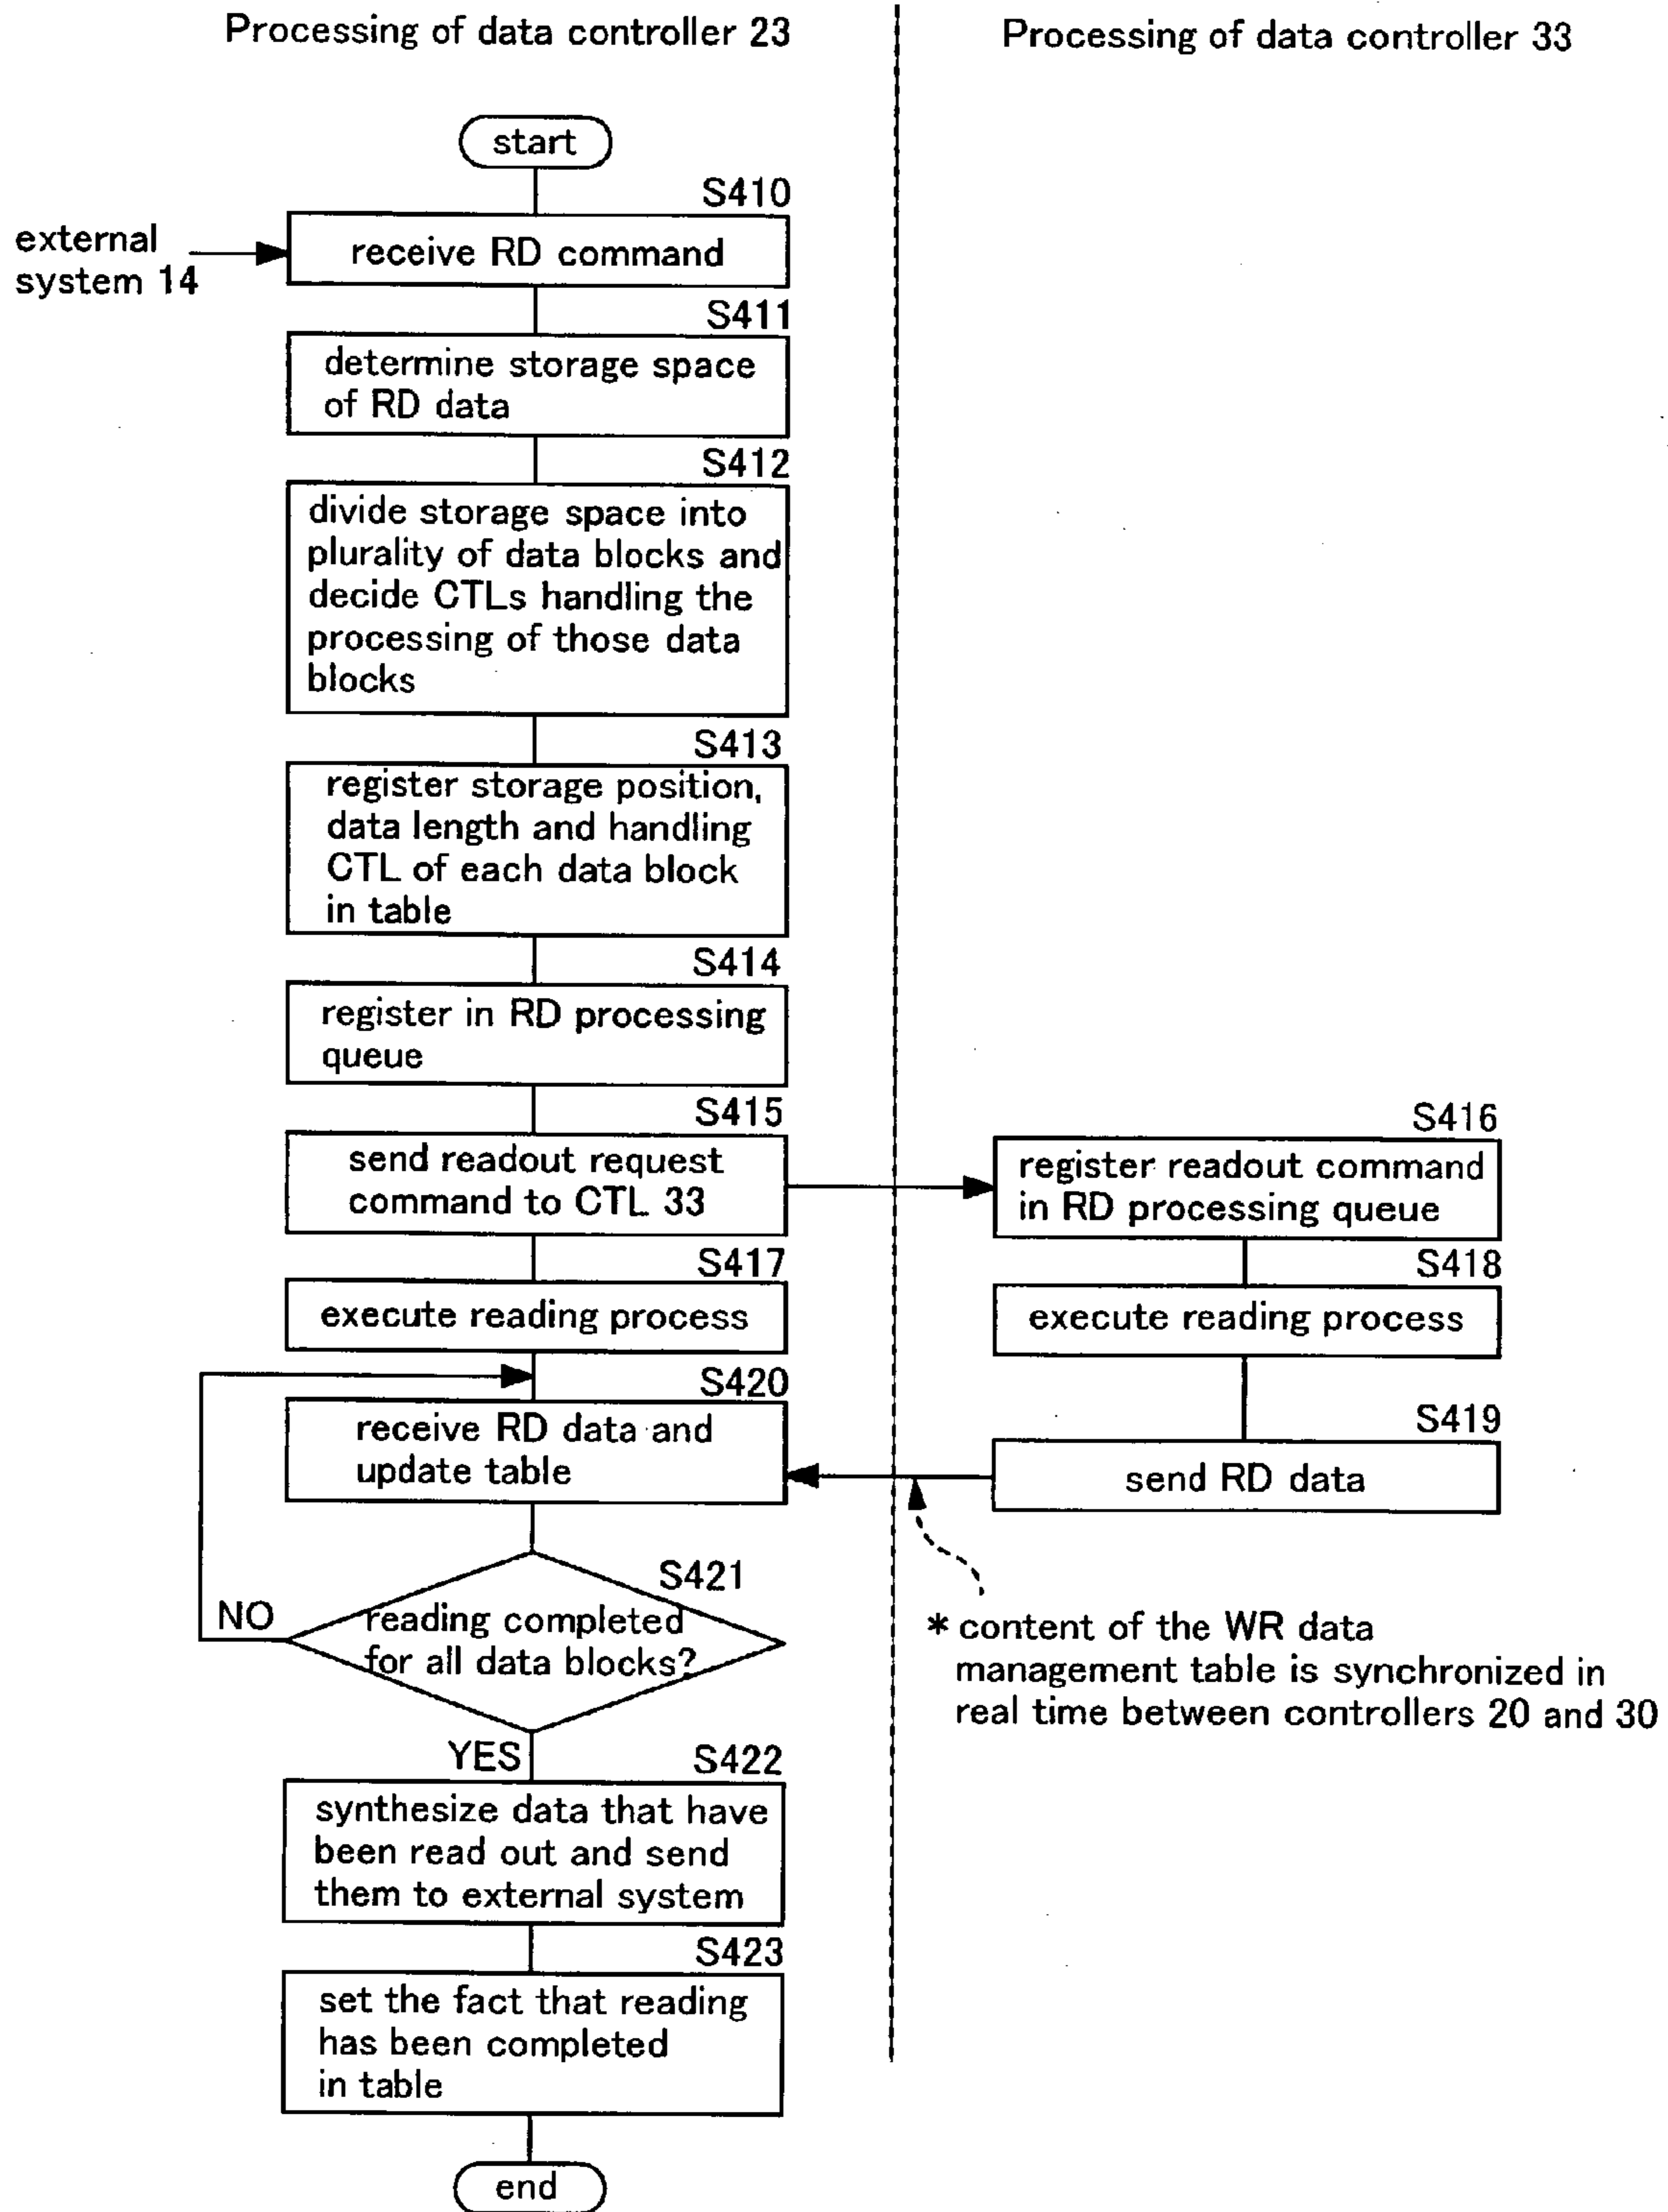 Processing of data controller 23
Processing of data controller 33
start
S410
external
system 14
receive RD command
S411
determine storage space
of RD data
S412
divide storage space into
plurality of data blocks and
decide CTLs handling the
processing of those data
blocks
S413
register storage position,
data length and handling
CTL of each data block
in table
S414
register in RD processing
queue
S415
send readout request
command to CTL 33
S416
register readout command
in RD processing queue
S417
execute reading process
S418
execute reading process
S420
receive RD data and
update table
S419
send RD data
S421
NO
reading completed
for all data blocks?
* content of the WR data
management table is synchronized in
real time between controllers 20 and 30
YES
S422
synthesize data that have
been read out and send
them to external system
S423
set the fact that reading
has been completed
in table
end